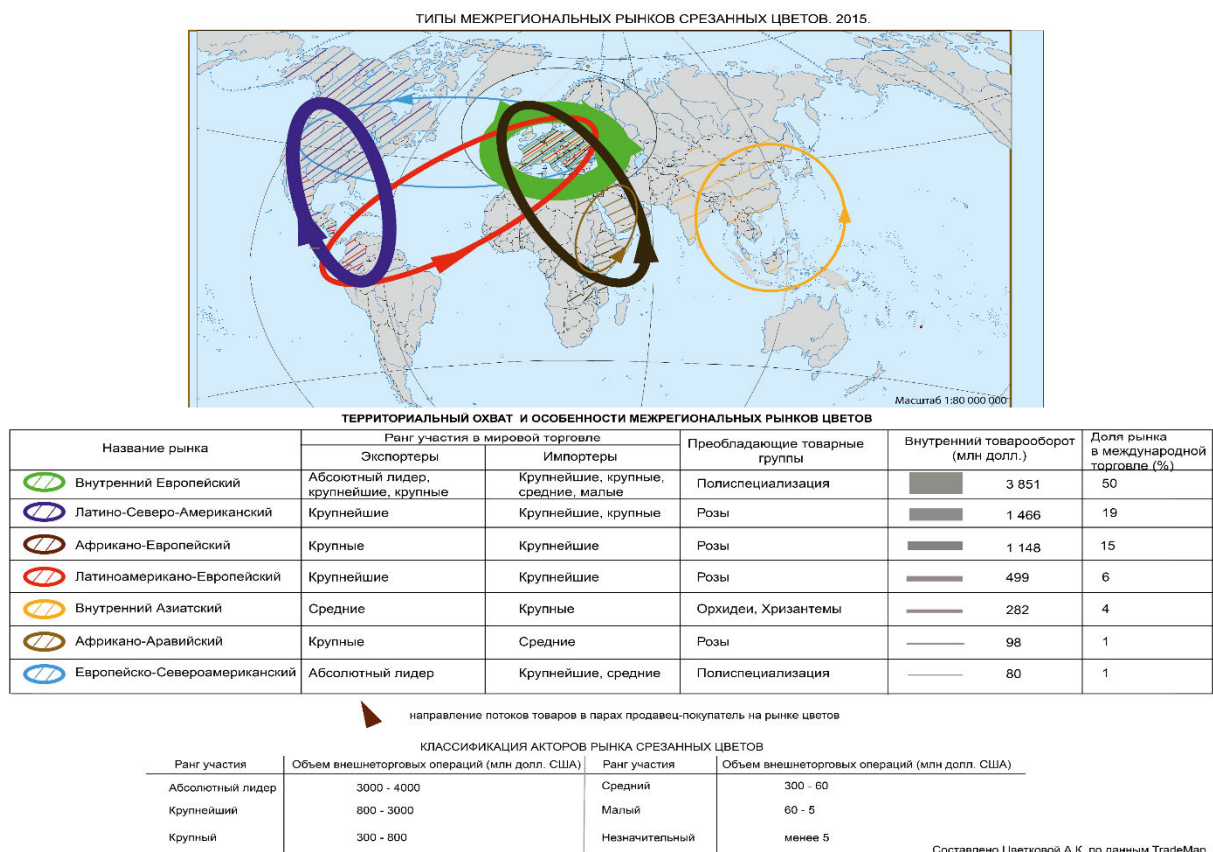 ТИПЫ МЕЖРЕГИОНАЛЬНЫХ РЫНКОВ СРЕЗАННЫХ ЦВЕТОВ. 2015.
Масштаб 1:80 000 000
ТЕРРИТОРИАЛЬНЫЙ ОХВАТ И ОСОБЕННОСТИ МЕЖРЕГИОНАЛЬНЫХ РЫНКОВ ЦВЕТОВ
Название рынка
Ранг участия в мировой торговле
Экспортеры
Импортеры
Преобладающие товарные
группы
Внутренний товарооборот
(млн долл.)
Доля рынка
в международной
торговле (%)
Внутренний Европейский
Абсоютный лидер,
крупнейшие, крупные
Крупнейшие, крупные,
средние, малые
Полиспециализация
3 851
50
Латино-Северо-Американский
Крупнейшие
Крупнейшие, крупные
Розы
1 466
19
Африкано-Европейский
Крупные
Крупнейшие
Розы
1 148
15
Латиноамерикано-Европейский
Крупнейшие
Крупнейшие
Розы
499
6
Внутренний Азиатский
Средние
Крупные
Орхидеи, Хризантемы
282
4
Африкано-Аравийский
Крупные
Средние
Розы
98
1
Европейско-Североамериканский
Абсолютный лидер
Крупнейшие, средние
Полиспециализация
80
1
направление потоков товаров в парах продавец-покупатель на рынке цветов
КЛАССИФИКАЦИЯ АКТОРОВ РЫНКА СРЕЗАННЫХ ЦВЕТОВ
Ранг участия
Объем внешнеторговых операций (млн долл. США)
Ранг участия
Объем внешнеторговых операций (млн долл. США)
Абсолютный лидер
3000 - 4000
Средний
300 - 60
Крупнейший
800 - 3000
Малый
60 - 5
Крупный
300 - 800
Незначительный
менее 5
Составлено Цветковой А.К. по данным TradeMap